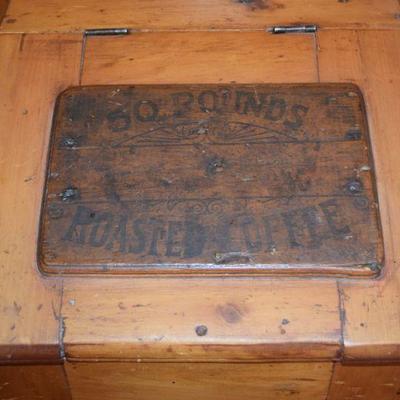 50. POUNDS
ROASTED COFFEE